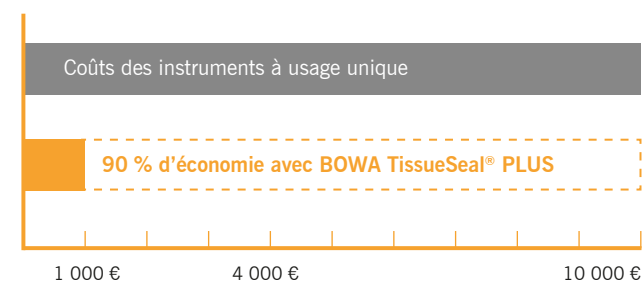 Coûts des instruments à usage unique
90 % d’économie avec BOWA TissueSeal® PLUS
1 000 € 4 000 € 10 000 €